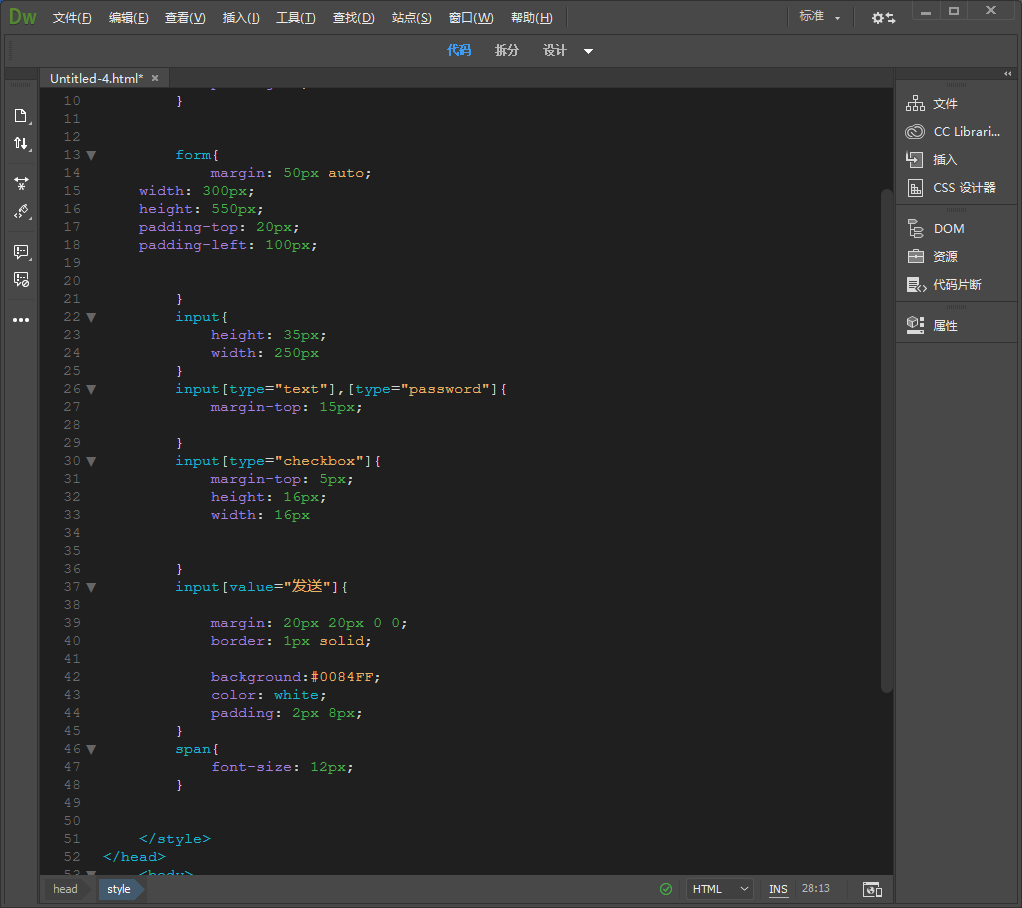 Dw 文件(F) 编辑(E) 查看(V) 插入(I) 工具(T) 查找(D) 站点(S) 窗口(W) 帮助(H) 标准
代码 拆分 设计
Untitled-4.html* ×
10 }
11
12
13 form{
14 margin: 50px auto;
15 width: 300px;
16 height: 550px;
17 padding-top: 20px;
18 padding-left: 100px;
19
20
21 }
22 input{
23 height: 35px;
24 width: 250px
25 }
26 input[type="text"],[type="password"]{
27 margin-top: 15px;
28
29 }
30 input[type="checkbox"]{
31 margin-top: 5px;
32 height: 16px;
33 width: 16px
34
35
36 }
37 input[value="发送"]{
38
39 margin: 20px 20px 0 0;
40 border: 1px solid;
41
42 background:#0084FF;
43 color: white;
44 padding: 2px 8px;
45 }
46 span{
47 font-size: 12px;
48 }
49
50
51 </style>
52 </head>
53 <body>
文件
CC Librari...
插入
CSS 设计器
DOM
资源
代码片断
属性
head style HTML INS 28:13